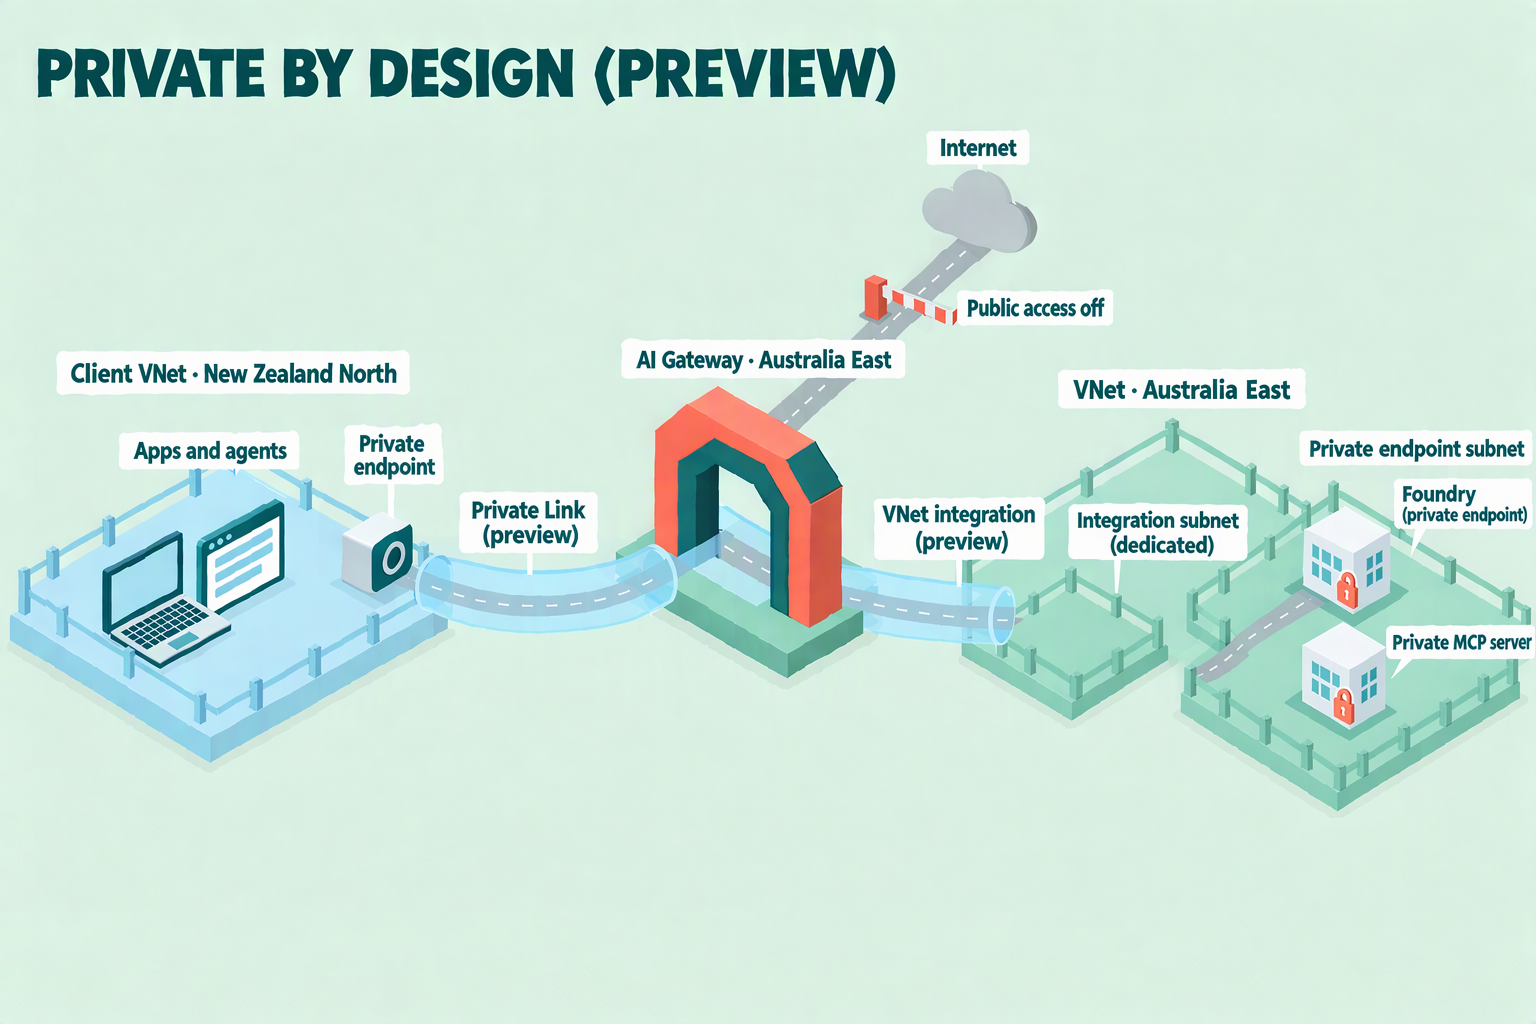 PRIVATE BY DESIGN (PREVIEW)
Internet
Public access off
AI Gateway · Australia East
Client VNet · New Zealand North
VNet · Australia East
Apps and agents
Private
endpoint
Private endpoint subnet
Private Link
(preview)
VNet integration
(preview)
Integration subnet
(dedicated)
Foundry
(private endpoint)
Private MCP server